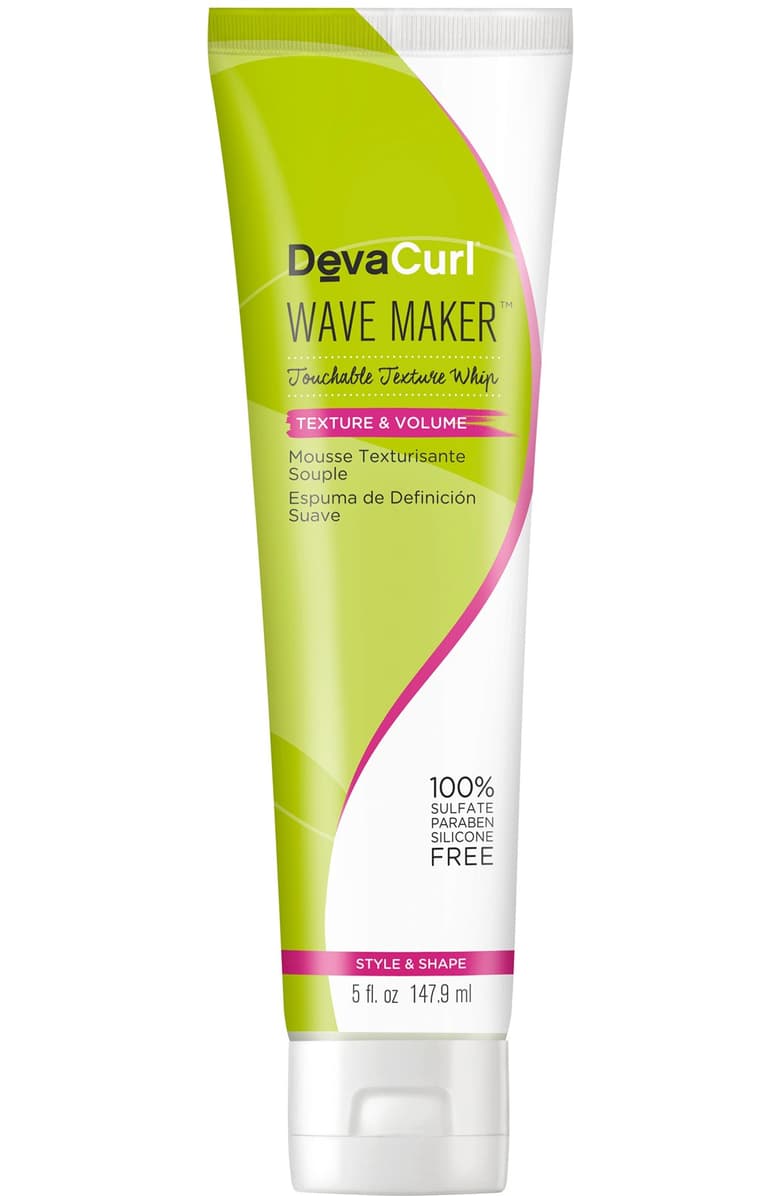 DevaCurl®
WAVE MAKER™
Touchable Texture Whip
TEXTURE & VOLUME
Mousse Texturisante
Souple
Espuma de Definición
Suave
100%
SULFATE
PARABEN
SILICONE
FREE
STYLE & SHAPE
5 fl. oz 147.9 ml